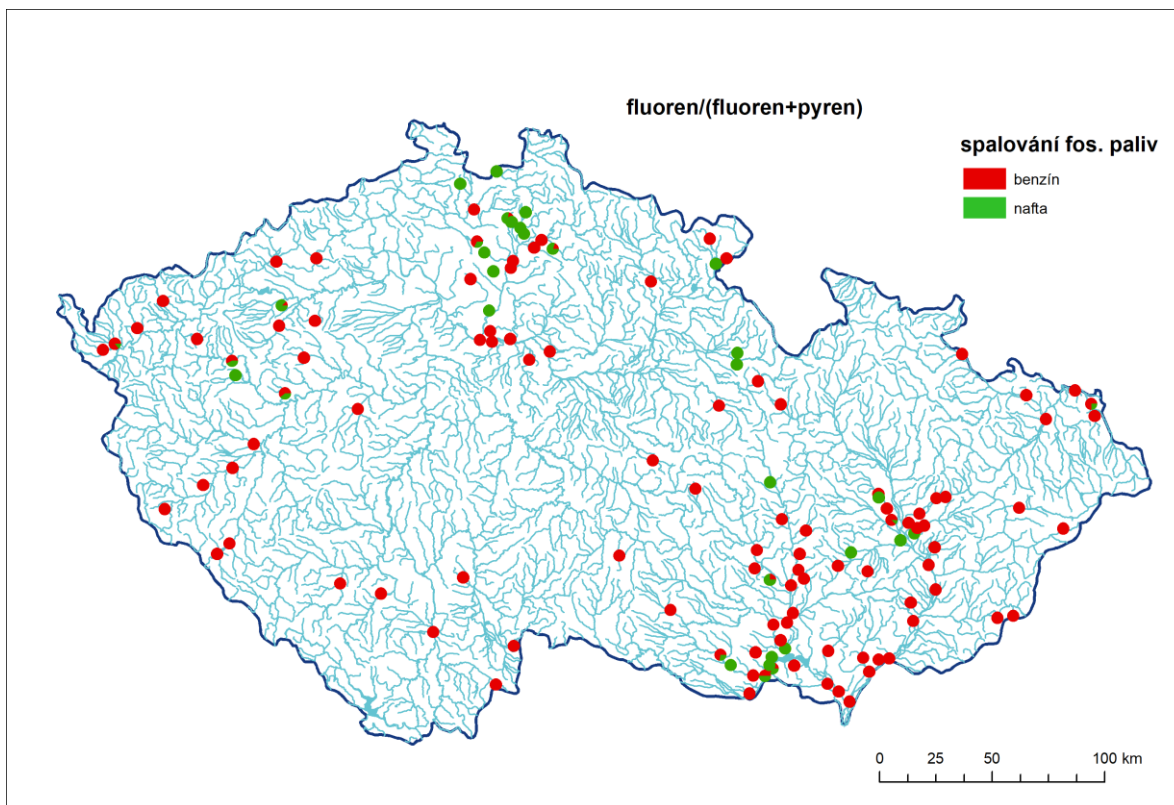 fluoren/(fluoren+pyren)
spalování fos. paliv
benzín
nafta
0 25 50 100 km